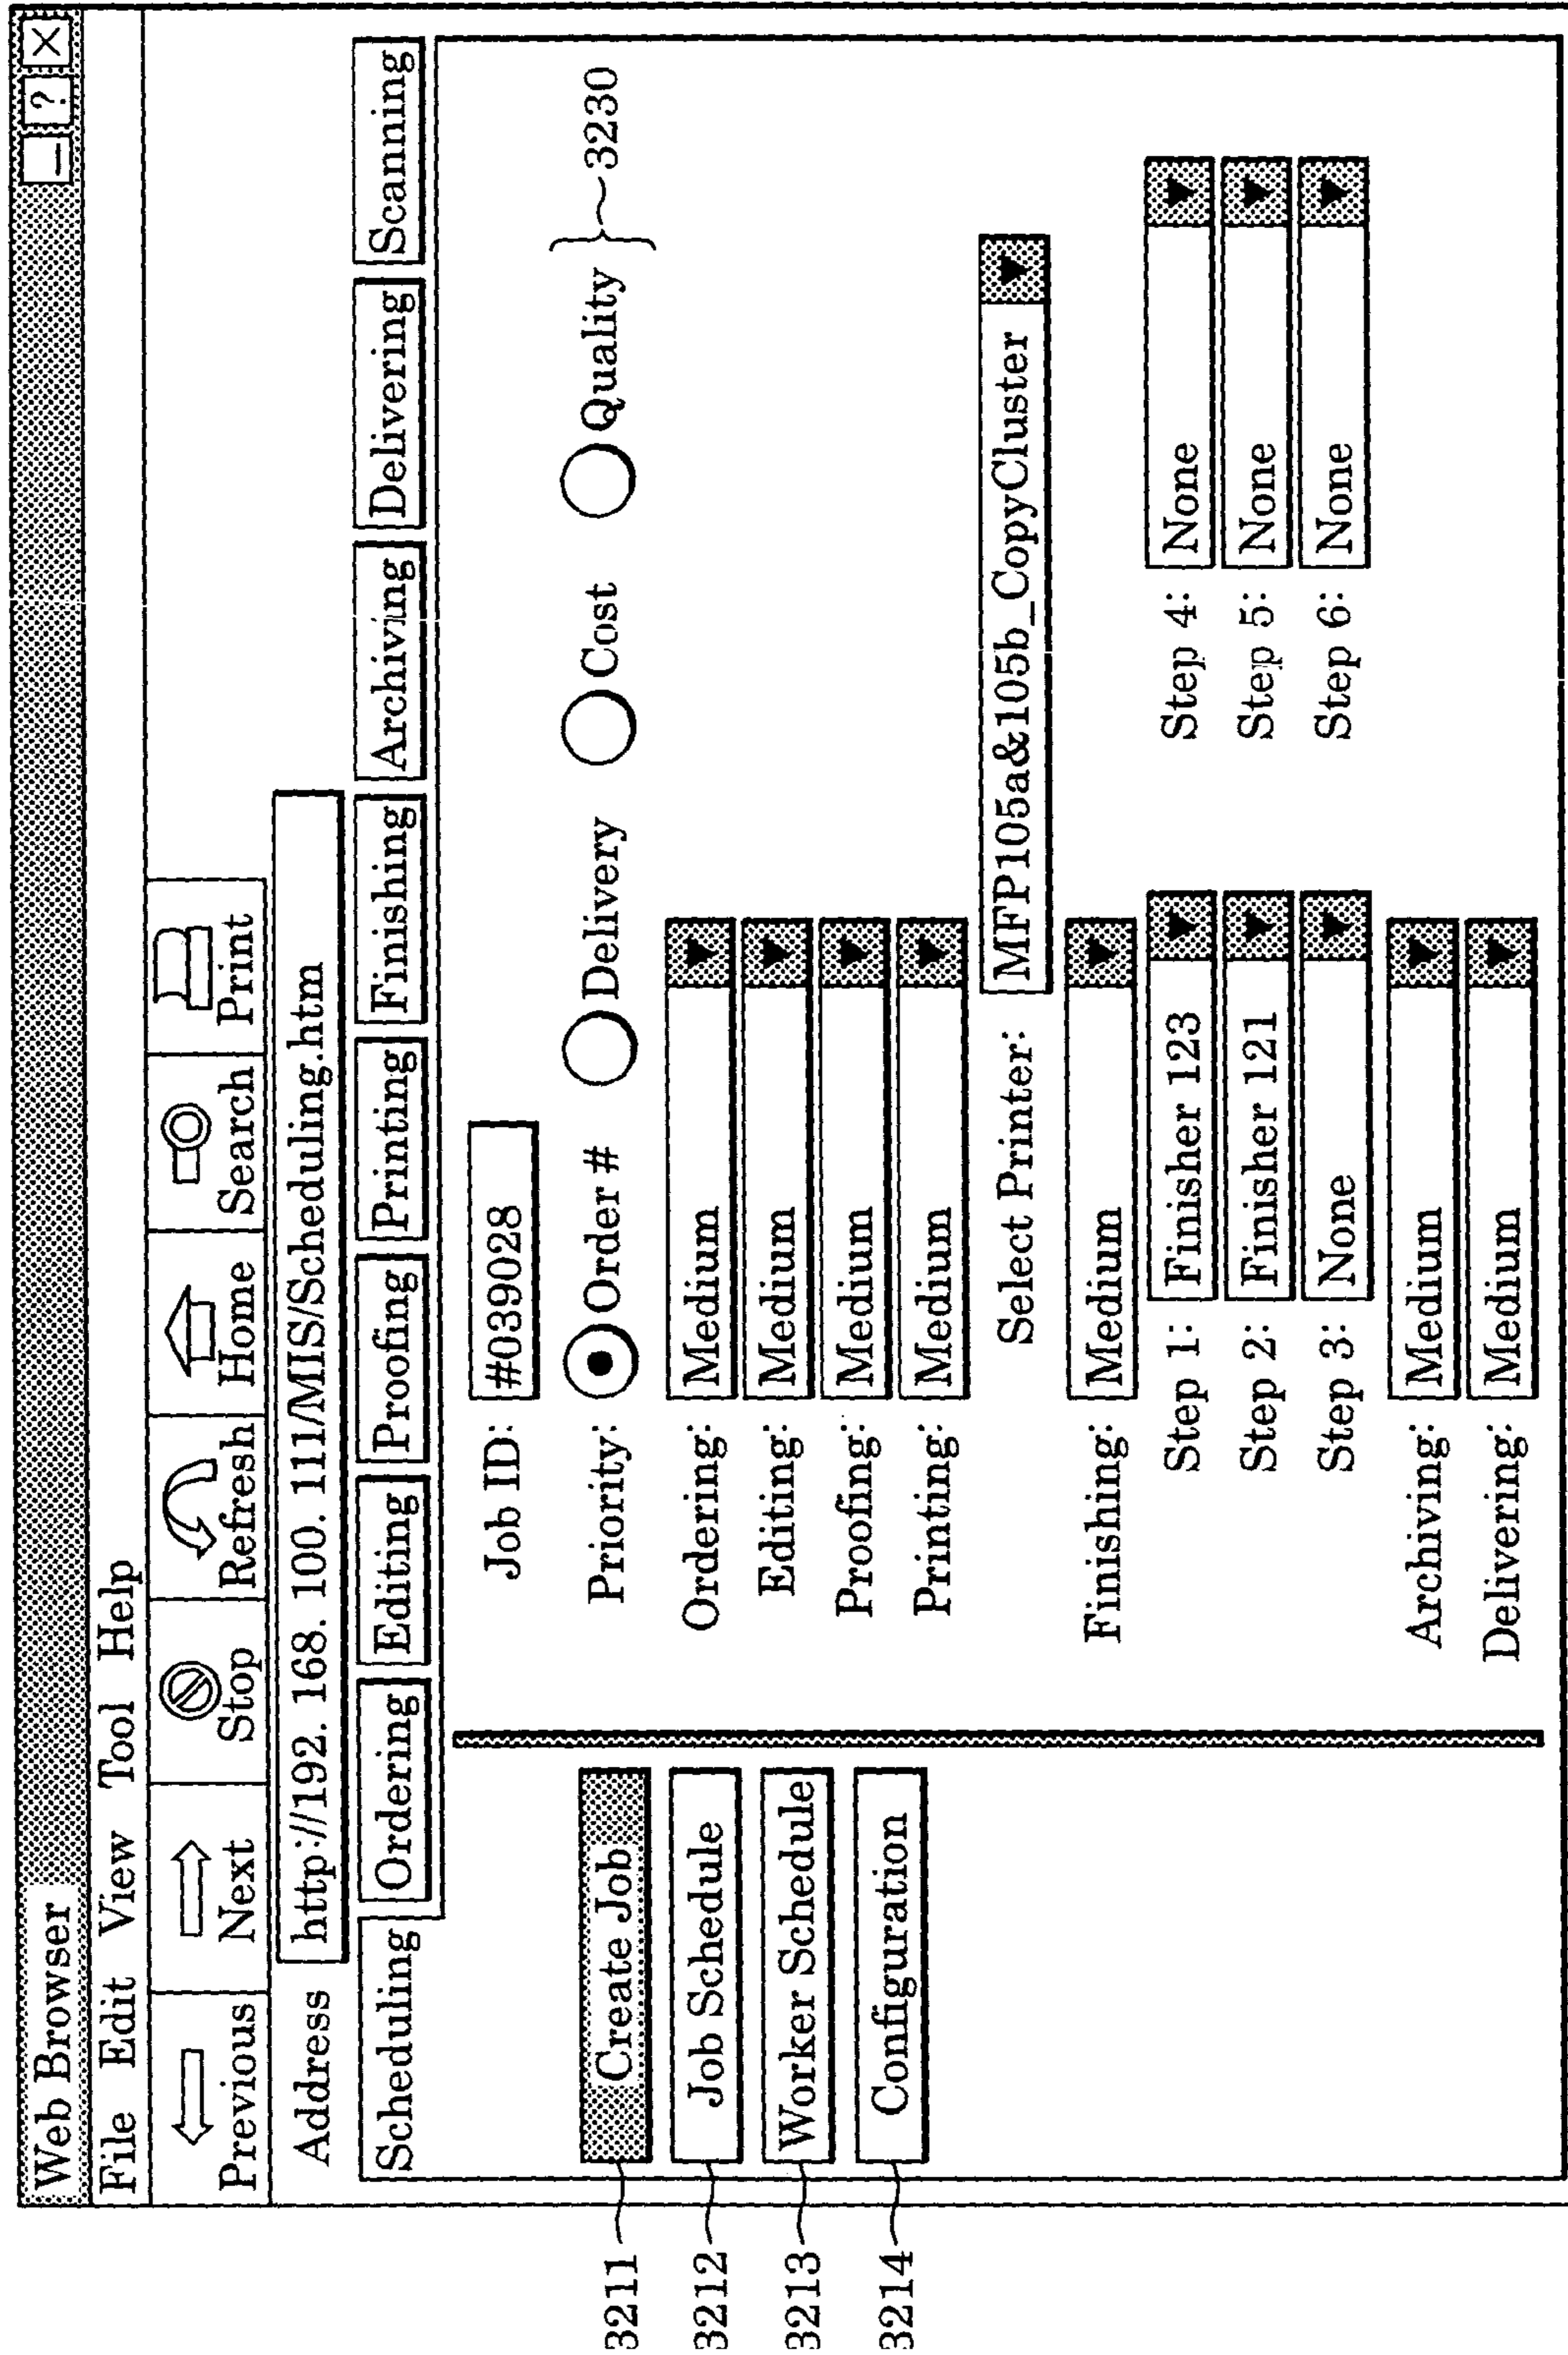 Web Browser _ ? X
File Edit View Tool Help
Previous Next Stop Refresh Home Search Print
Address http://192. 168. 100. 111/MIS/Scheduling.htm
Scheduling Ordering Editing Proofing Printing Finishing Archiving Delivering Scanning
Job ID: #039028
3211 Create Job
Priority: Order # Delivery Cost Quality 3230
3212 Job Schedule
Ordering: Medium
3213 Worker Schedule
Editing: Medium
Proofing: Medium
3214 Configuration
Printing: Medium
Select Printer: MFP105a&105b_CopyCluster
Finishing: Medium
Step 1: Finisher 123 Step 4: None
Step 2: Finisher 121 Step 5: None
Step 3: None Step 6: None
Archiving: Medium
Delivering: Medium